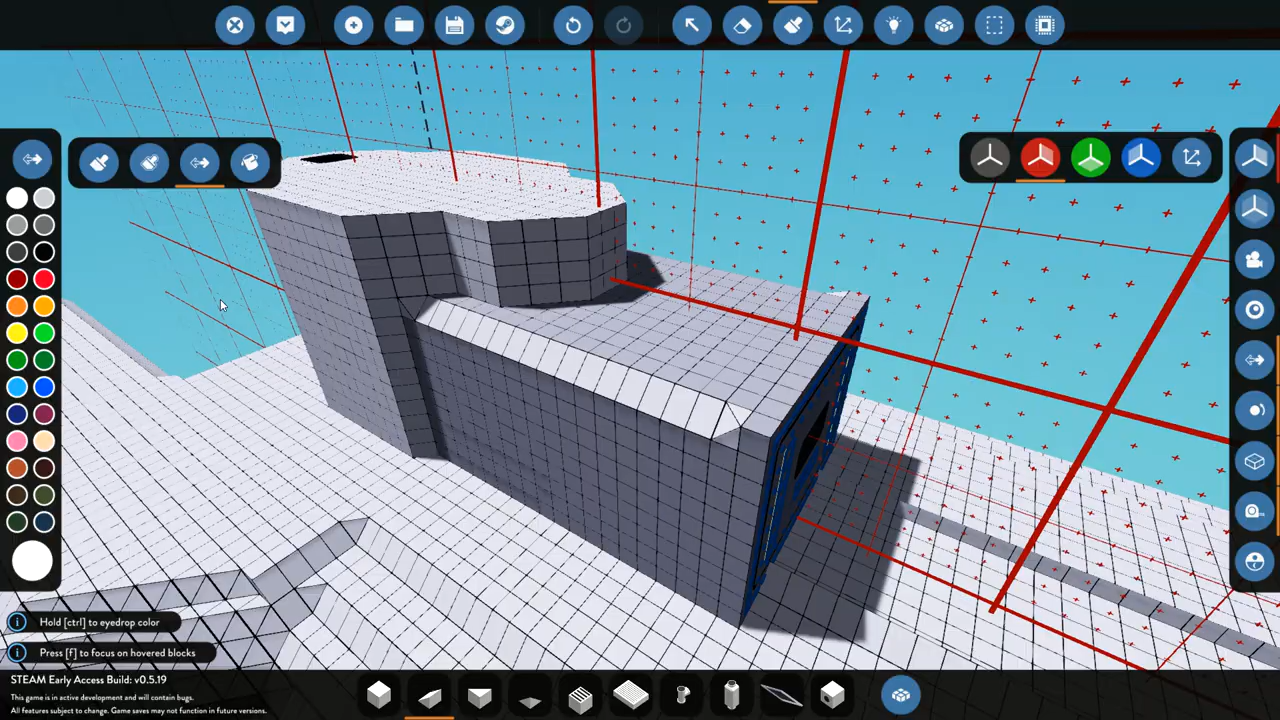 Hold [ctrl] to eyedrop color
Press [f] to focus on hovered blocks
STEAM Early Access Build: v0.5.19
This game is in active development and will contain bugs.
All features subject to change. Game saves may not function in future versions.